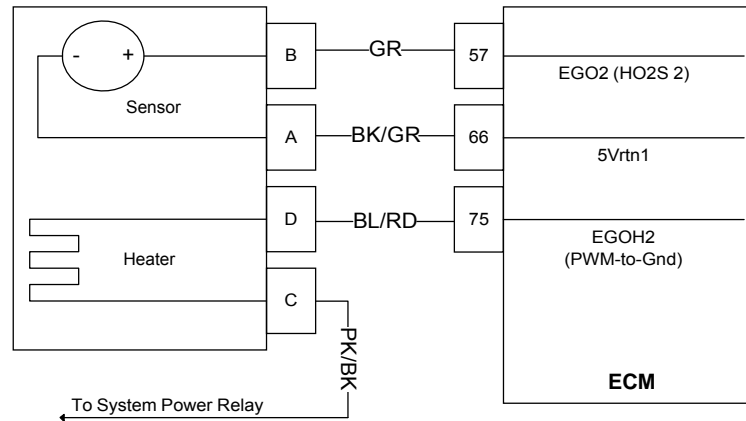 - +
Sensor
B
GR
57
EGO2 (HO2S 2)
A
BK/GR
66
5Vrtn1
D
BL/RD
75
EGOH2
(PWM-to-Gnd)
Heater
C
PK/BK
ECM
To System Power Relay